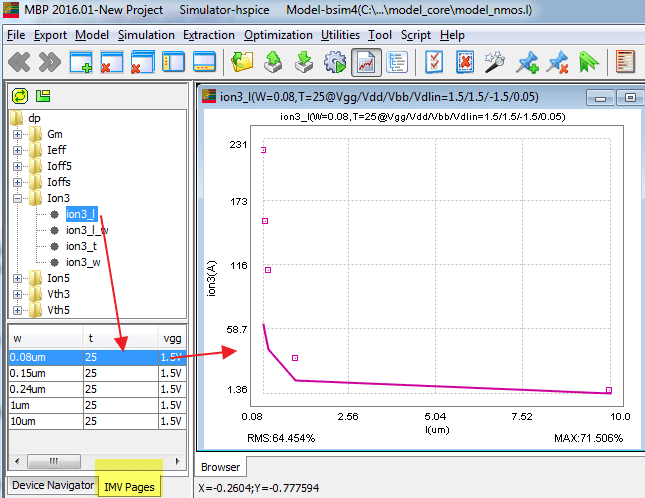 MBP 2016.01-New Project Simulator-hspice Model-bsim4(C:\...\model_core\model_nmos.l)
File Export Model Simulation Extraction Optimization Utilities Tool Script Help
dp
Gm
Ieff
Ioff5
Ioffs
Ion3
ion3_l
ion3_l_w
ion3_t
ion3_w
Ion5
Vth3
Vth5
w t vgg
0.08um 25 1.5V
0.15um 25 1.5V
0.24um 25 1.5V
1um 25 1.5V
10um 25 1.5V
Device Navigator IMV Pages
ion3_l(W=0.08,T=25@Vgg/Vdd/Vbb/Vdlin=1.5/1.5/-1.5/0.05)
ion3_l(W=0.08,T=25@Vgg/Vdd/Vbb/Vdlin=1.5/1.5/-1.5/0.05)
231
173
116
58.7
1.36
ion3(A)
0.08 2.56 5.04 7.52 10.0
l(um)
RMS:64.454% MAX:71.506%
Browser
X=-0.2604;Y=-0.777594